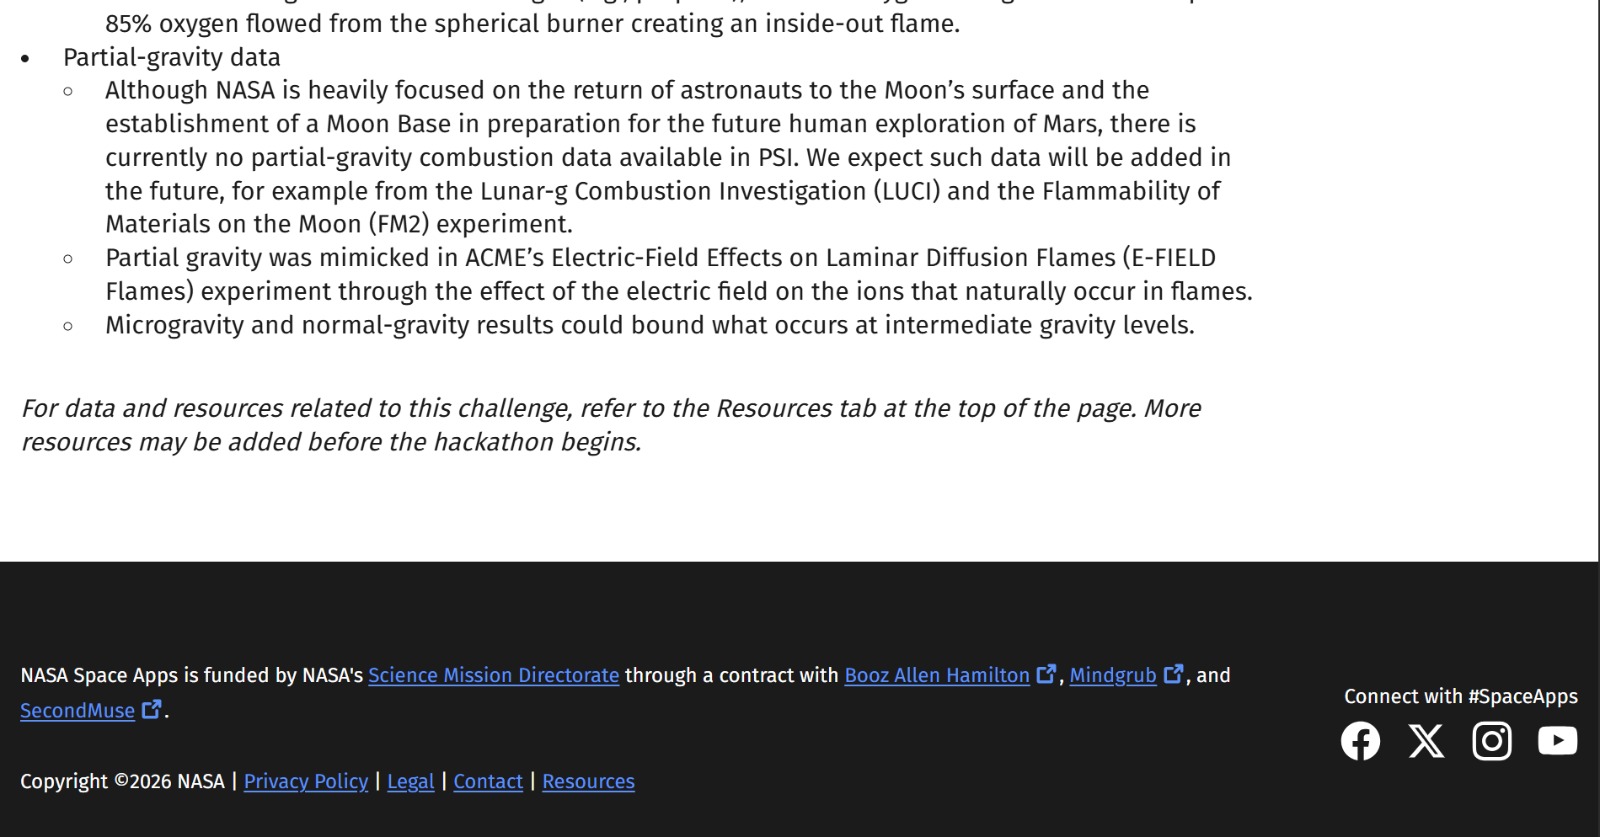 85% oxygen flowed from the spherical burner creating an inside-out flame.
• Partial-gravity data
○ Although NASA is heavily focused on the return of astronauts to the Moon’s surface and the
establishment of a Moon Base in preparation for the future human exploration of Mars, there is
currently no partial-gravity combustion data available in PSI. We expect such data will be added in
the future, for example from the Lunar-g Combustion Investigation (LUCI) and the Flammability of
Materials on the Moon (FM2) experiment.
○ Partial gravity was mimicked in ACME’s Electric-Field Effects on Laminar Diffusion Flames (E-FIELD
Flames) experiment through the effect of the electric field on the ions that naturally occur in flames.
○ Microgravity and normal-gravity results could bound what occurs at intermediate gravity levels.
For data and resources related to this challenge, refer to the Resources tab at the top of the page. More
resources may be added before the hackathon begins.
NASA Space Apps is funded by NASA's Science Mission Directorate through a contract with Booz Allen Hamilton, Mindgrub, and
SecondMuse.
Connect with #SpaceApps
Copyright ©2026 NASA | Privacy Policy | Legal | Contact | Resources